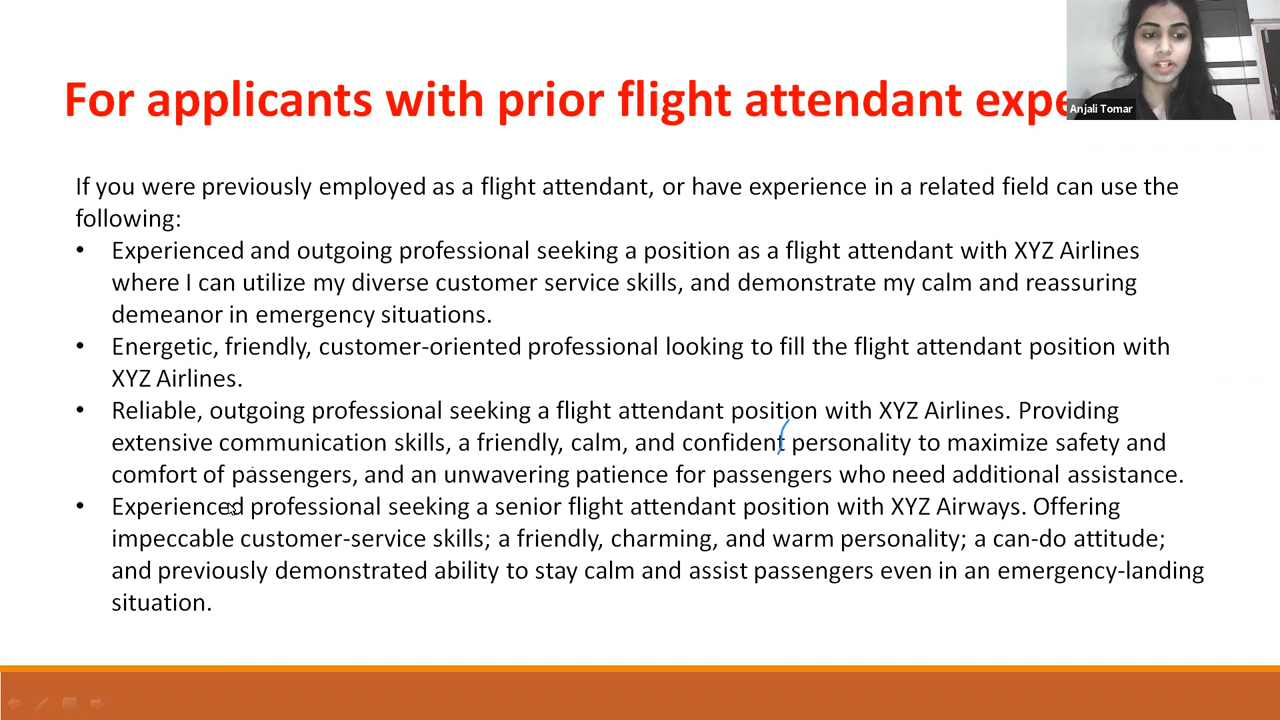 For applicants with prior flight attendant expe
Anjali Tomar
If you were previously employed as a flight attendant, or have experience in a related field can use the
following:
• Experienced and outgoing professional seeking a position as a flight attendant with XYZ Airlines
where I can utilize my diverse customer service skills, and demonstrate my calm and reassuring
demeanor in emergency situations.
• Energetic, friendly, customer-oriented professional looking to fill the flight attendant position with
XYZ Airlines.
• Reliable, outgoing professional seeking a flight attendant position with XYZ Airlines. Providing
extensive communication skills, a friendly, calm, and confident personality to maximize safety and
comfort of passengers, and an unwavering patience for passengers who need additional assistance.
• Experienced professional seeking a senior flight attendant position with XYZ Airways. Offering
impeccable customer-service skills; a friendly, charming, and warm personality; a can-do attitude;
and previously demonstrated ability to stay calm and assist passengers even in an emergency-landing
situation.